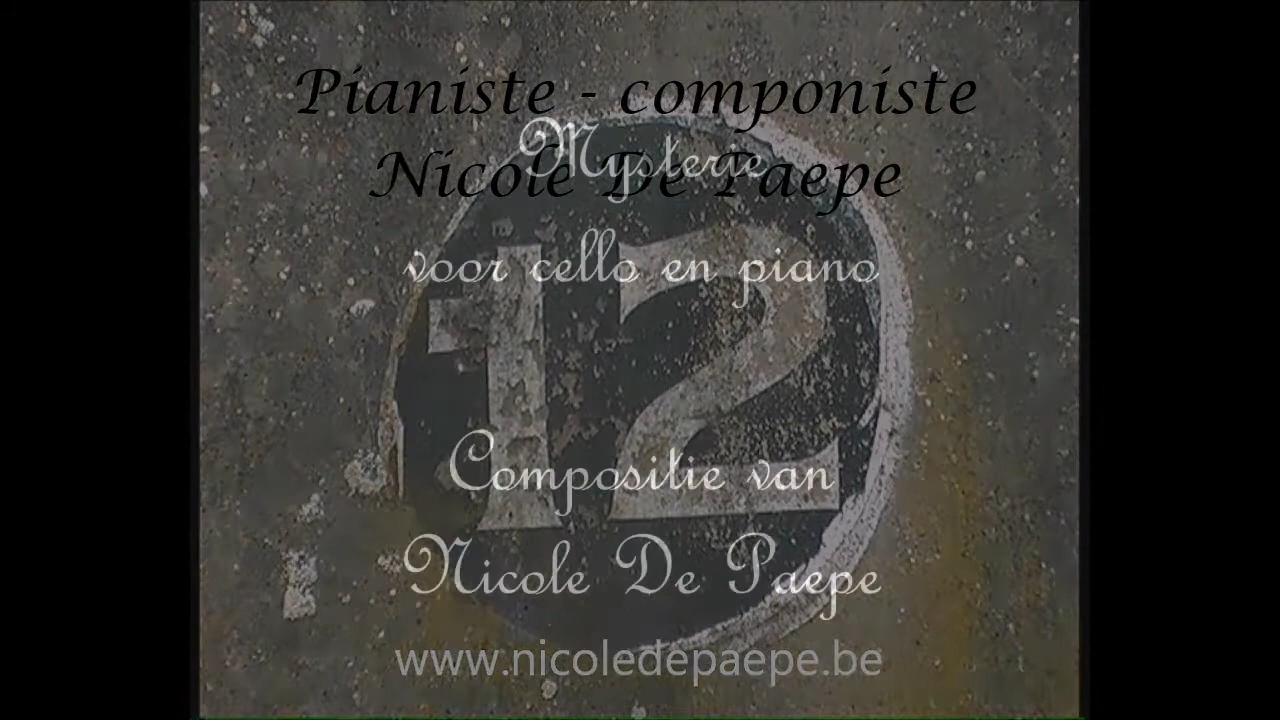 Pianiste - componiste
Mysterie
Nicole De Paepe
voor cello en piano
12
Compositie van
Nicole De Paepe
www.nicoledepaepe.be